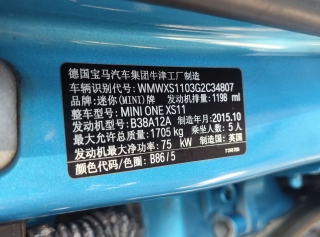 德国宝马汽车集团牛津工厂制造
车辆识别代号: WMWXS1103G2C34807
品牌: 迷你(MINI)牌 发动机排量: 1198 ml
整车型号: MINI ONE XS11
发动机型号: B38A12A 制造年月: 2015.10
最大允许总质量: 1705 kg 乘坐人数: 5 人
发动机最大净功率: 75 kW 制造国: 英国
颜色代码/色圈: B86/5